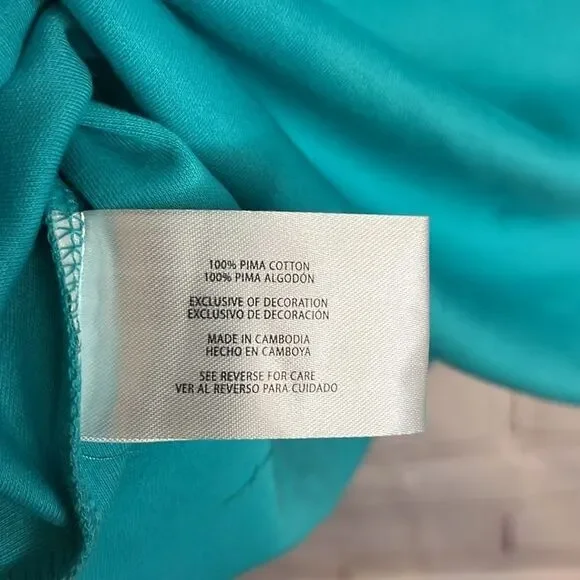 100% PIMA COTTON
100% PIMA ALGODÓN
EXCLUSIVE OF DECORATION
EXCLUSIVO DE DECORACIÓN
MADE IN CAMBODIA
HECHO EN CAMBOYA
SEE REVERSE FOR CARE
VER AL REVERSO PARA CUIDADO